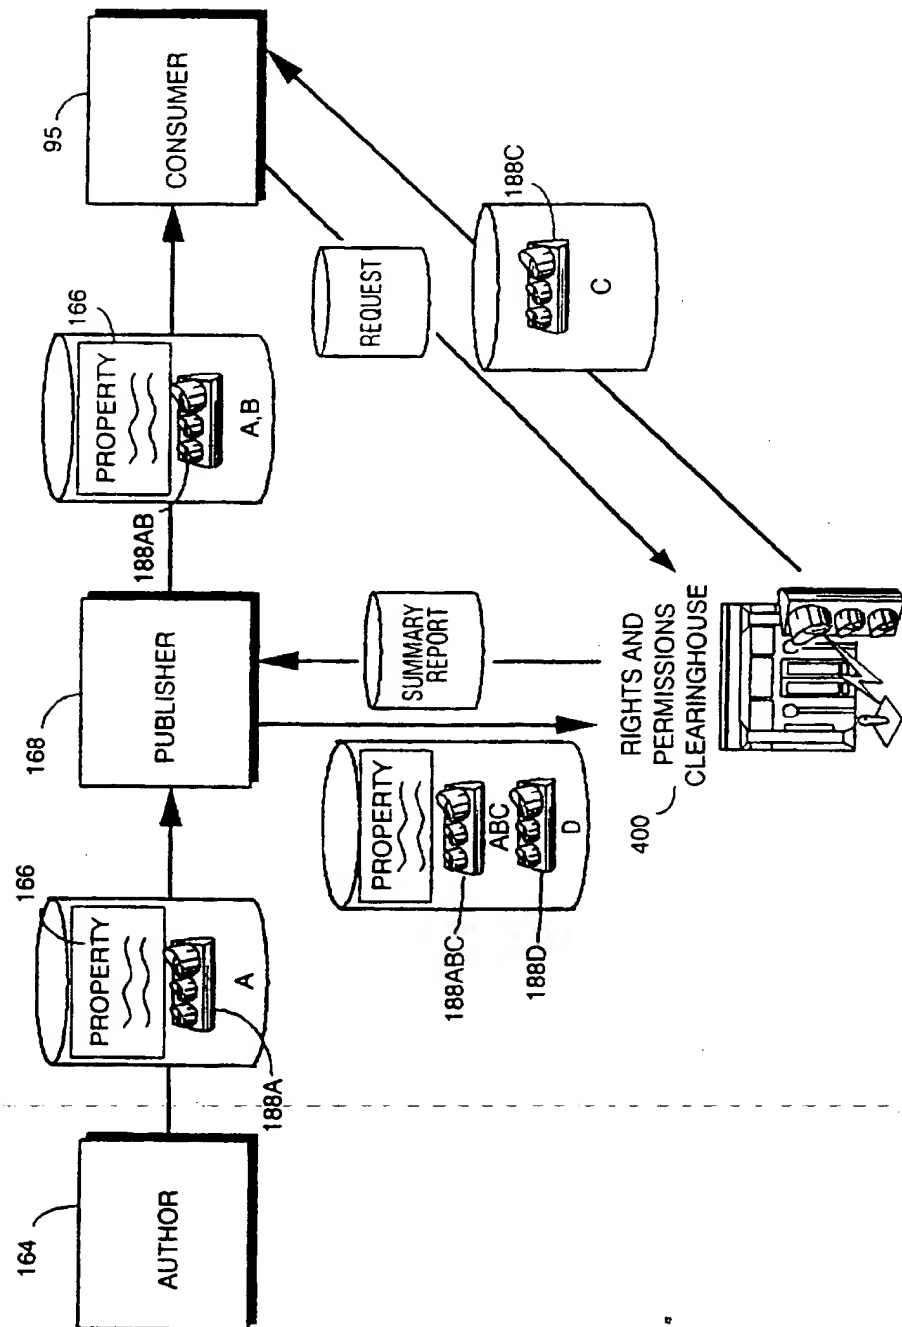 164
AUTHOR
166
PROPERTY
A
188A
168
PUBLISHER
166
PROPERTY
188AB
A,B
95
CONSUMER
PROPERTY
188ABC
ABC
188D
D
SUMMARY
REPORT
REQUEST
188C
C
400
RIGHTS AND
PERMISSIONS
CLEARINGHOUSE